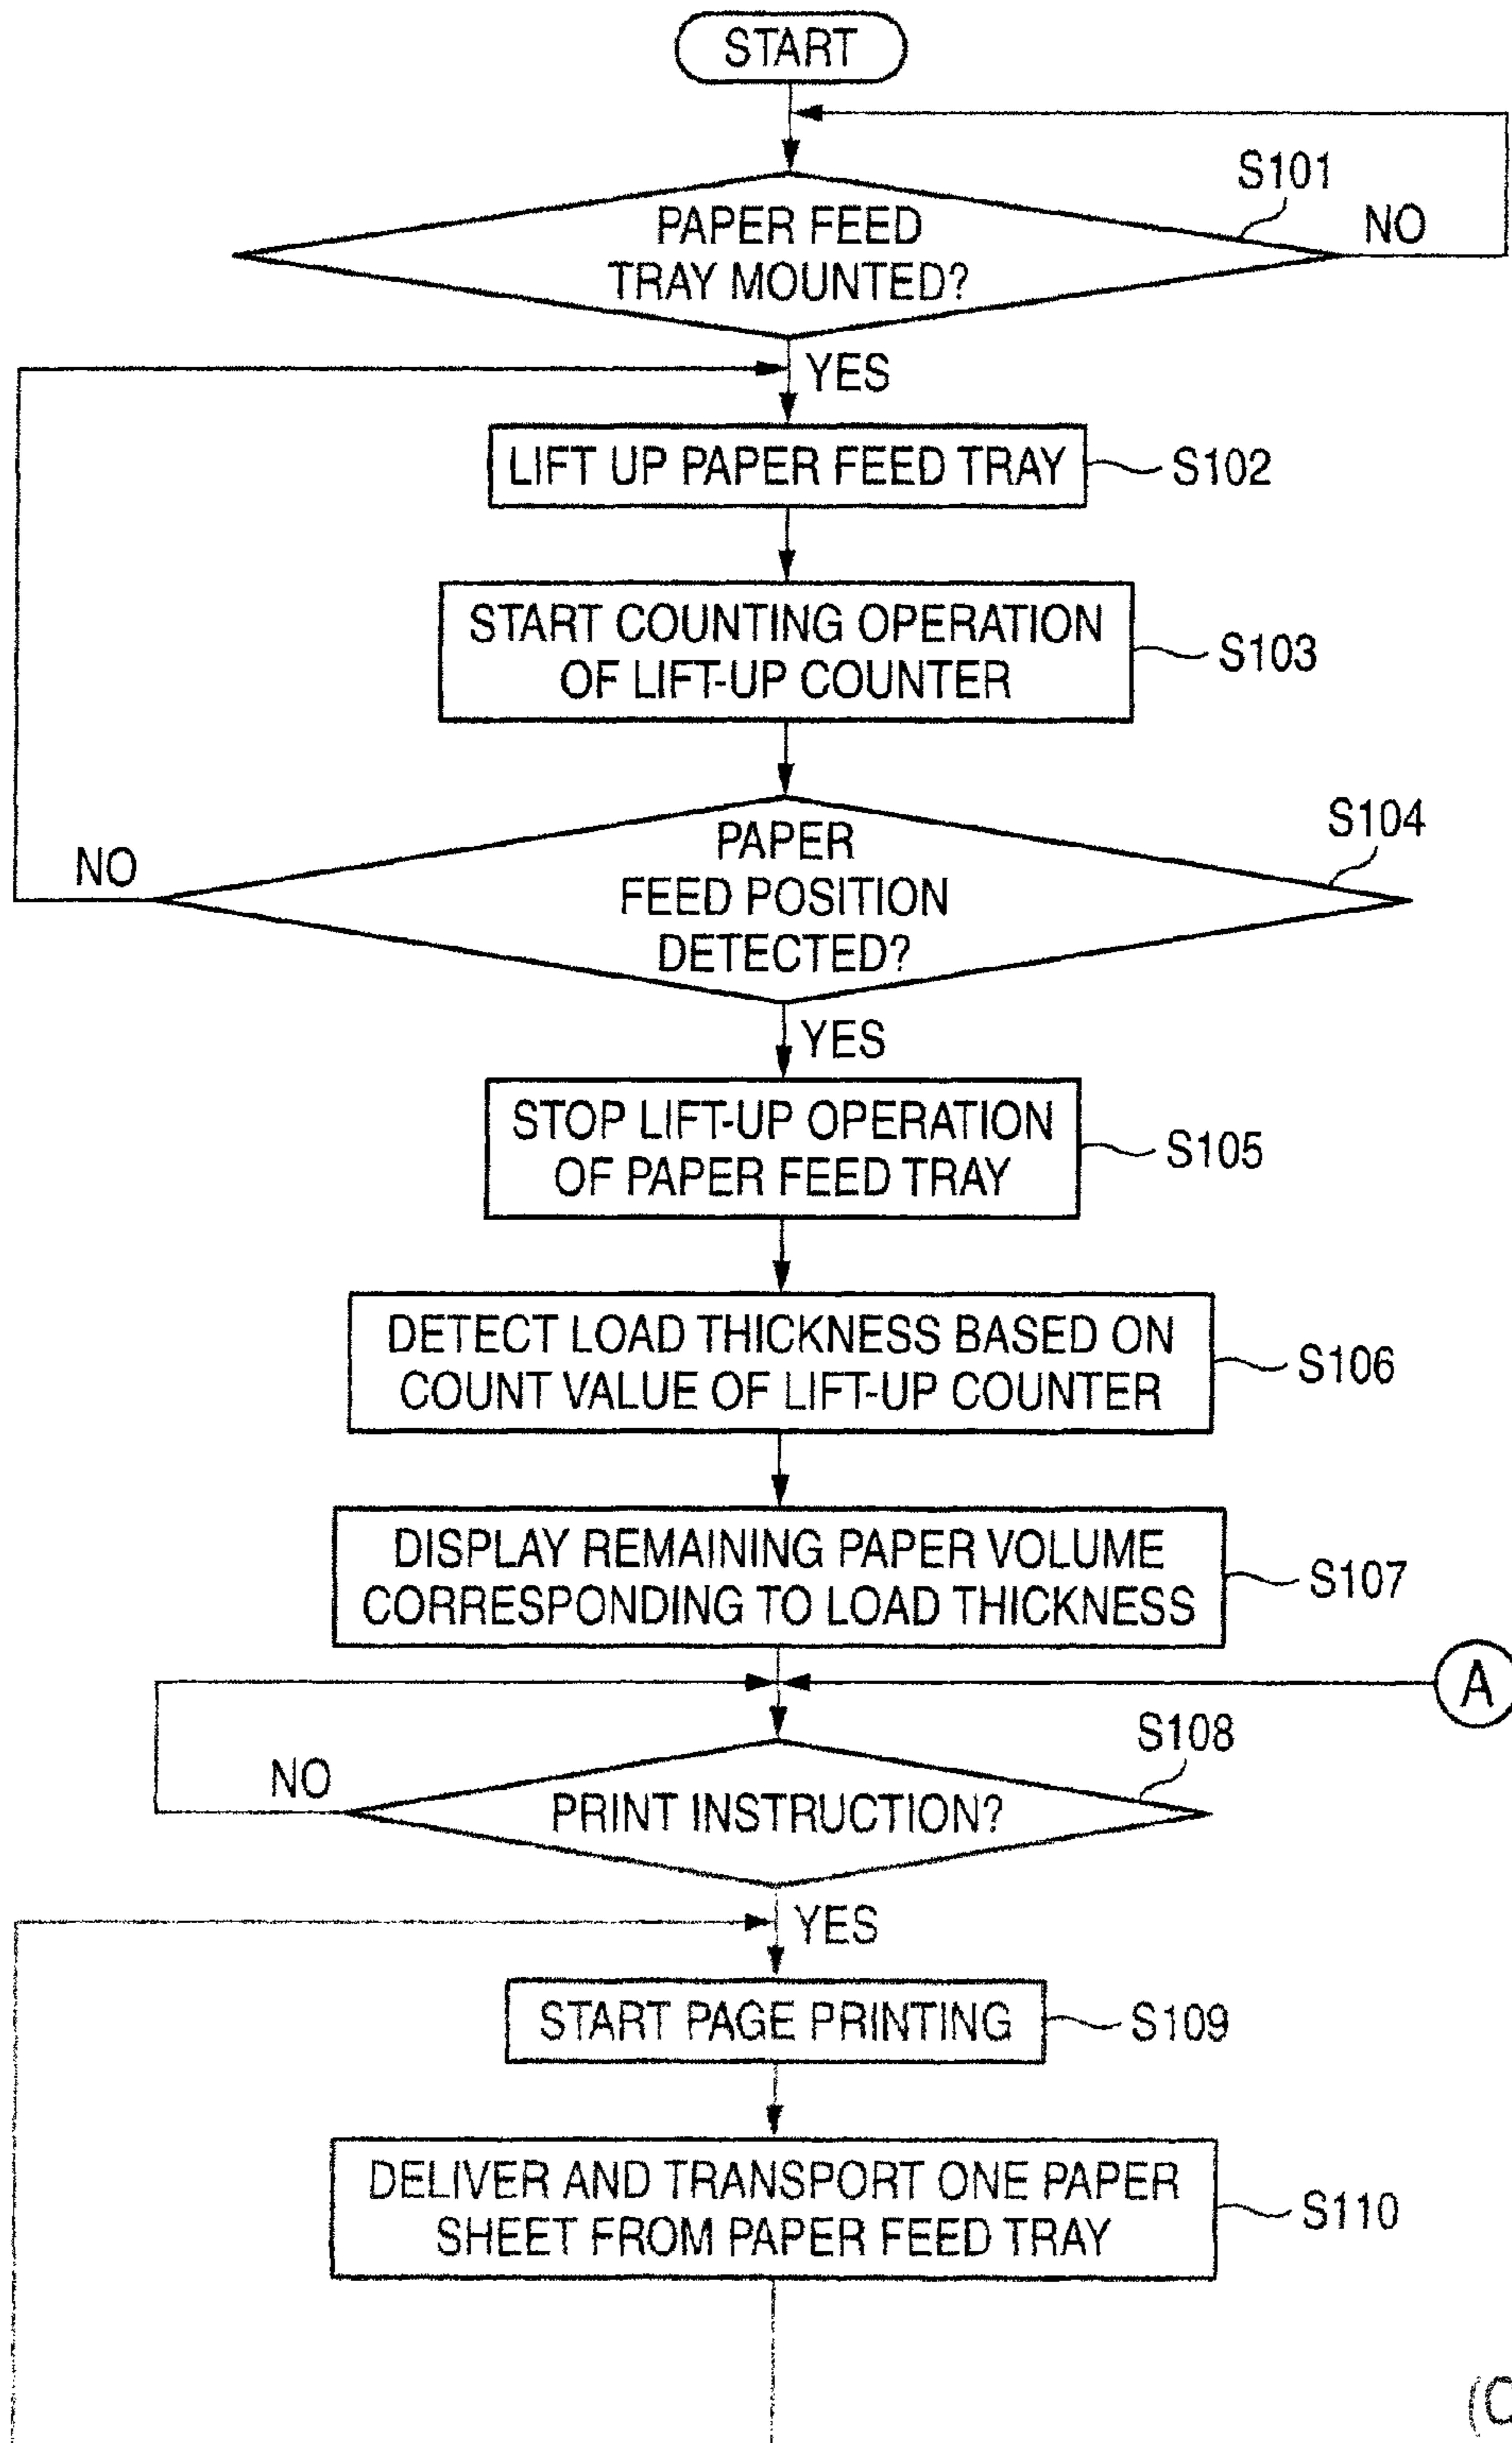 START
S101
PAPER FEED
TRAY MOUNTED?
NO
YES
LIFT UP PAPER FEED TRAY
S102
START COUNTING OPERATION
OF LIFT-UP COUNTER
S103
S104
PAPER
FEED POSITION
DETECTED?
NO
YES
STOP LIFT-UP OPERATION
OF PAPER FEED TRAY
S105
DETECT LOAD THICKNESS BASED ON
COUNT VALUE OF LIFT-UP COUNTER
S106
DISPLAY REMAINING PAPER VOLUME
CORRESPONDING TO LOAD THICKNESS
S107
A
S108
NO
PRINT INSTRUCTION?
YES
START PAGE PRINTING
S109
DELIVER AND TRANSPORT ONE PAPER
SHEET FROM PAPER FEED TRAY
S110